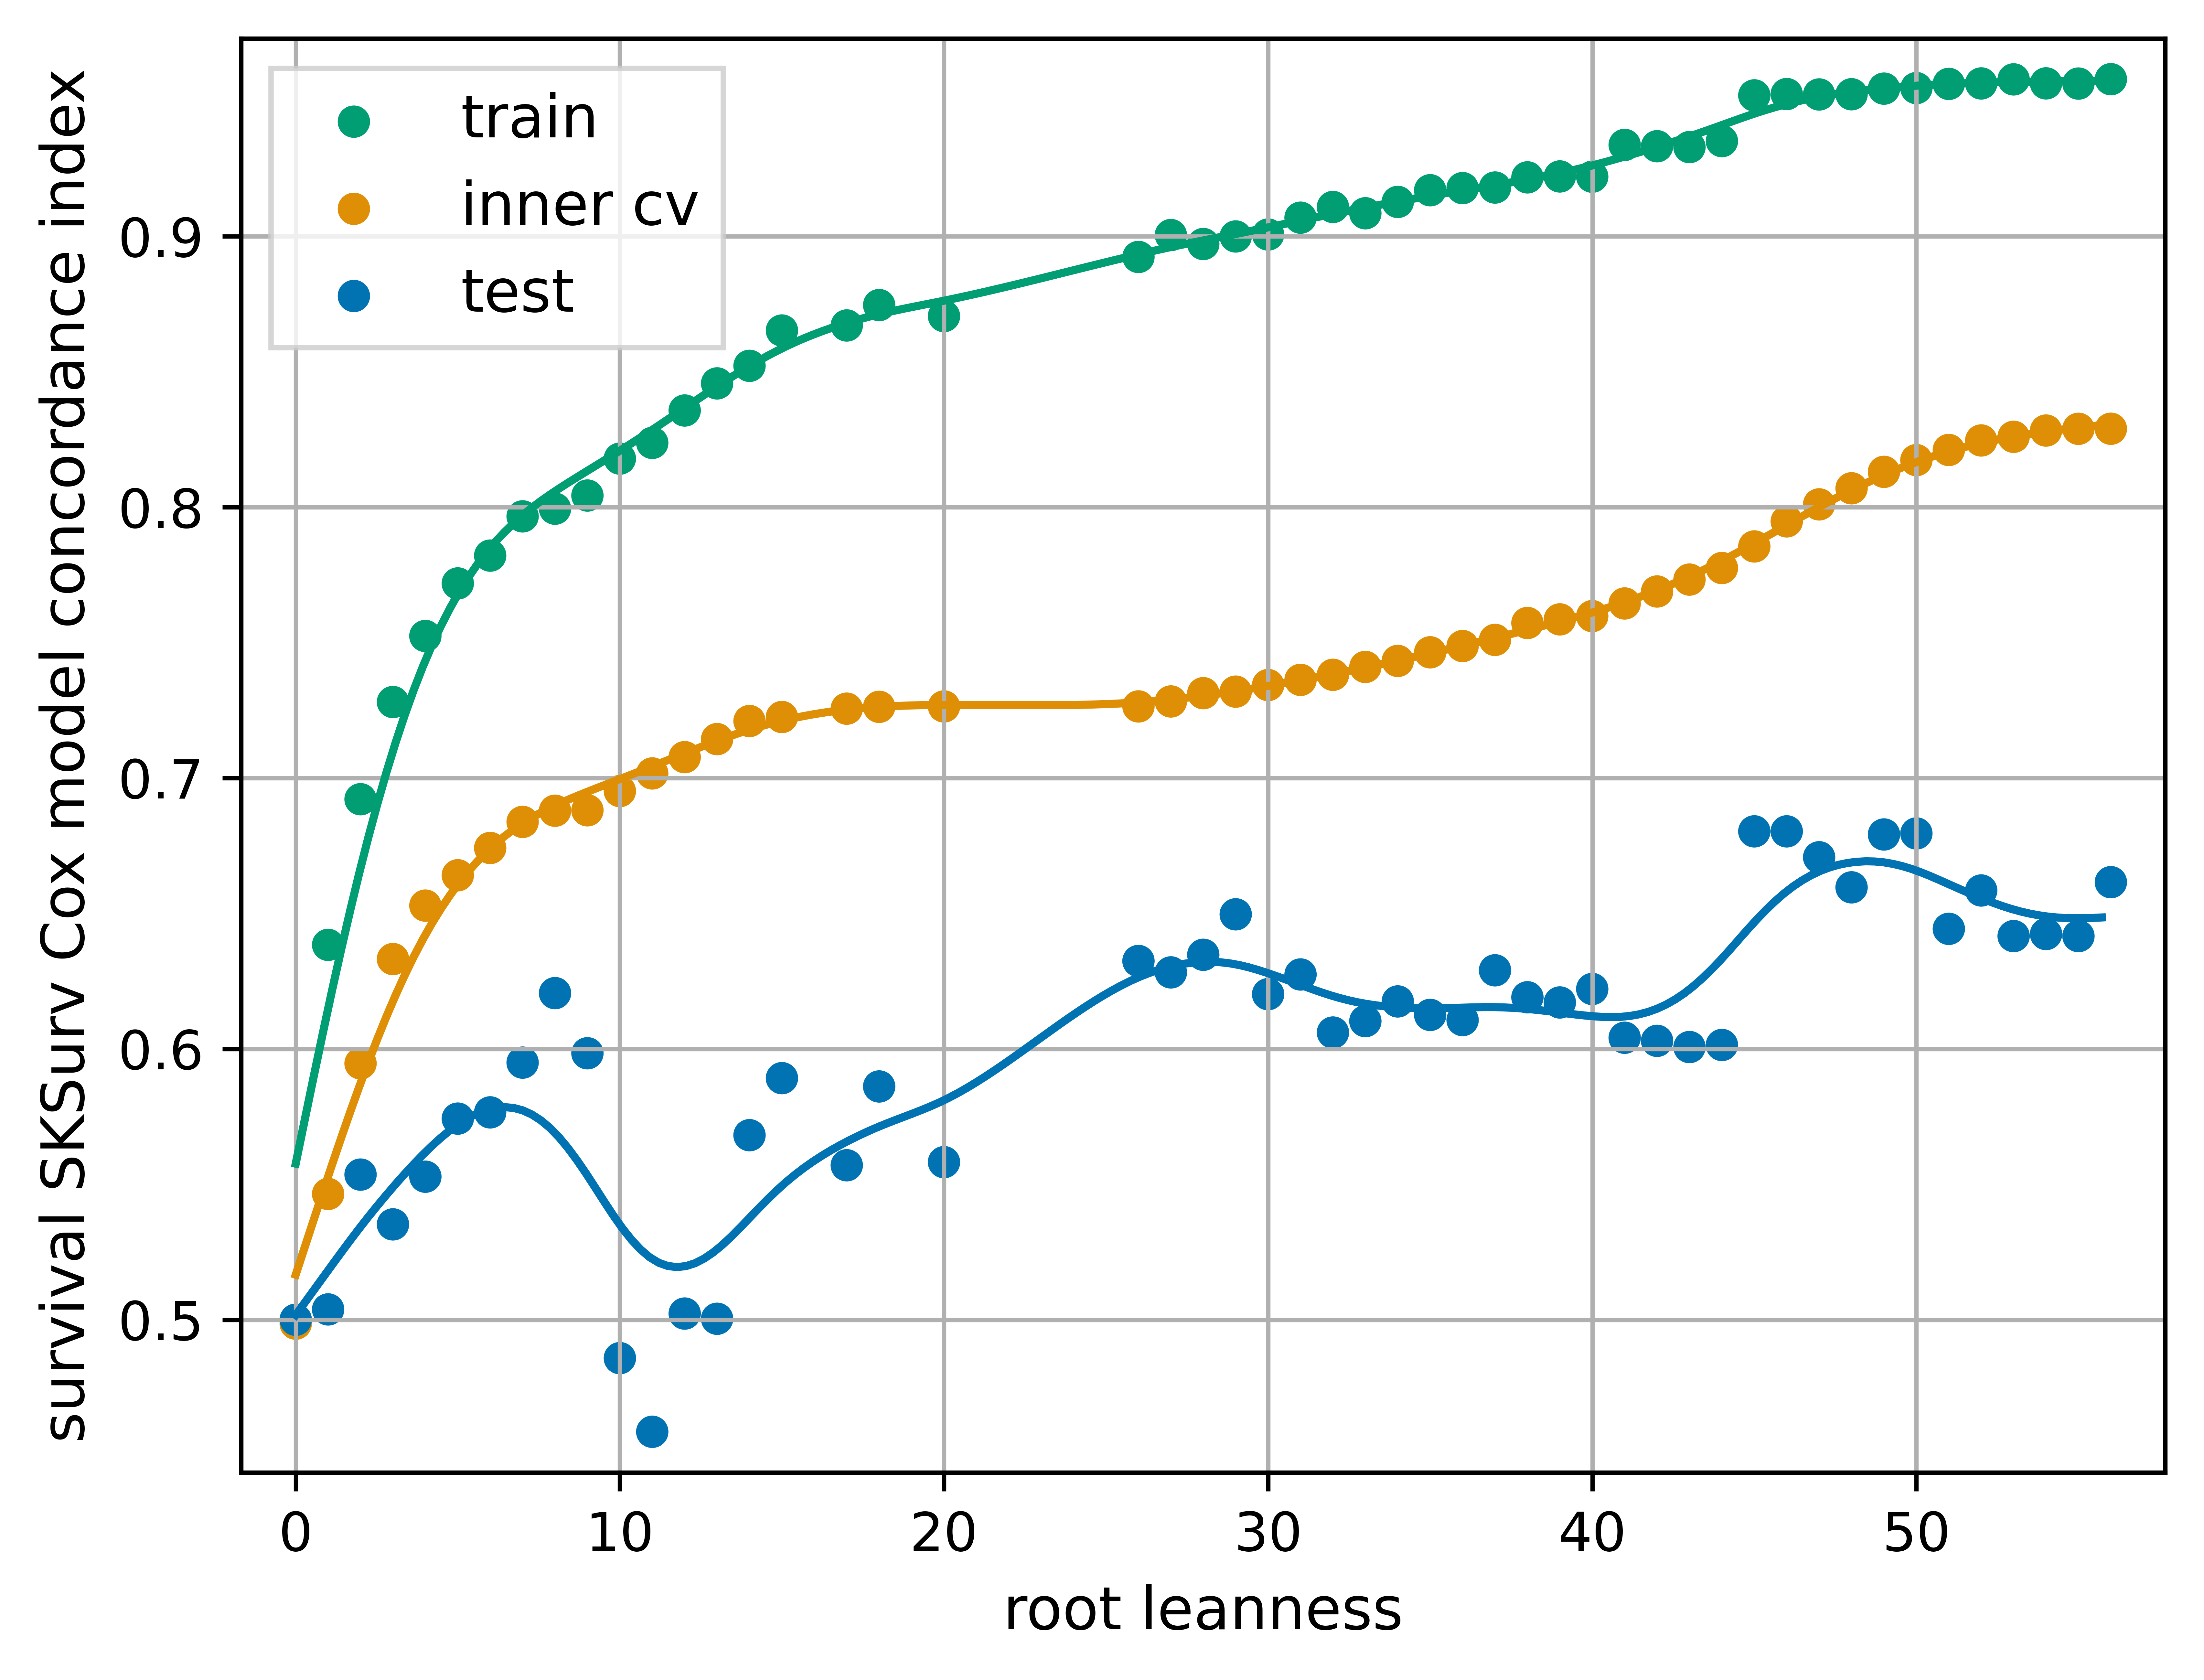 survival SKSurv Cox model concordance index
train
inner cv
test
0.9
0.8
0.7
0.6
0.5
0 10 20 30 40 50
root leanness